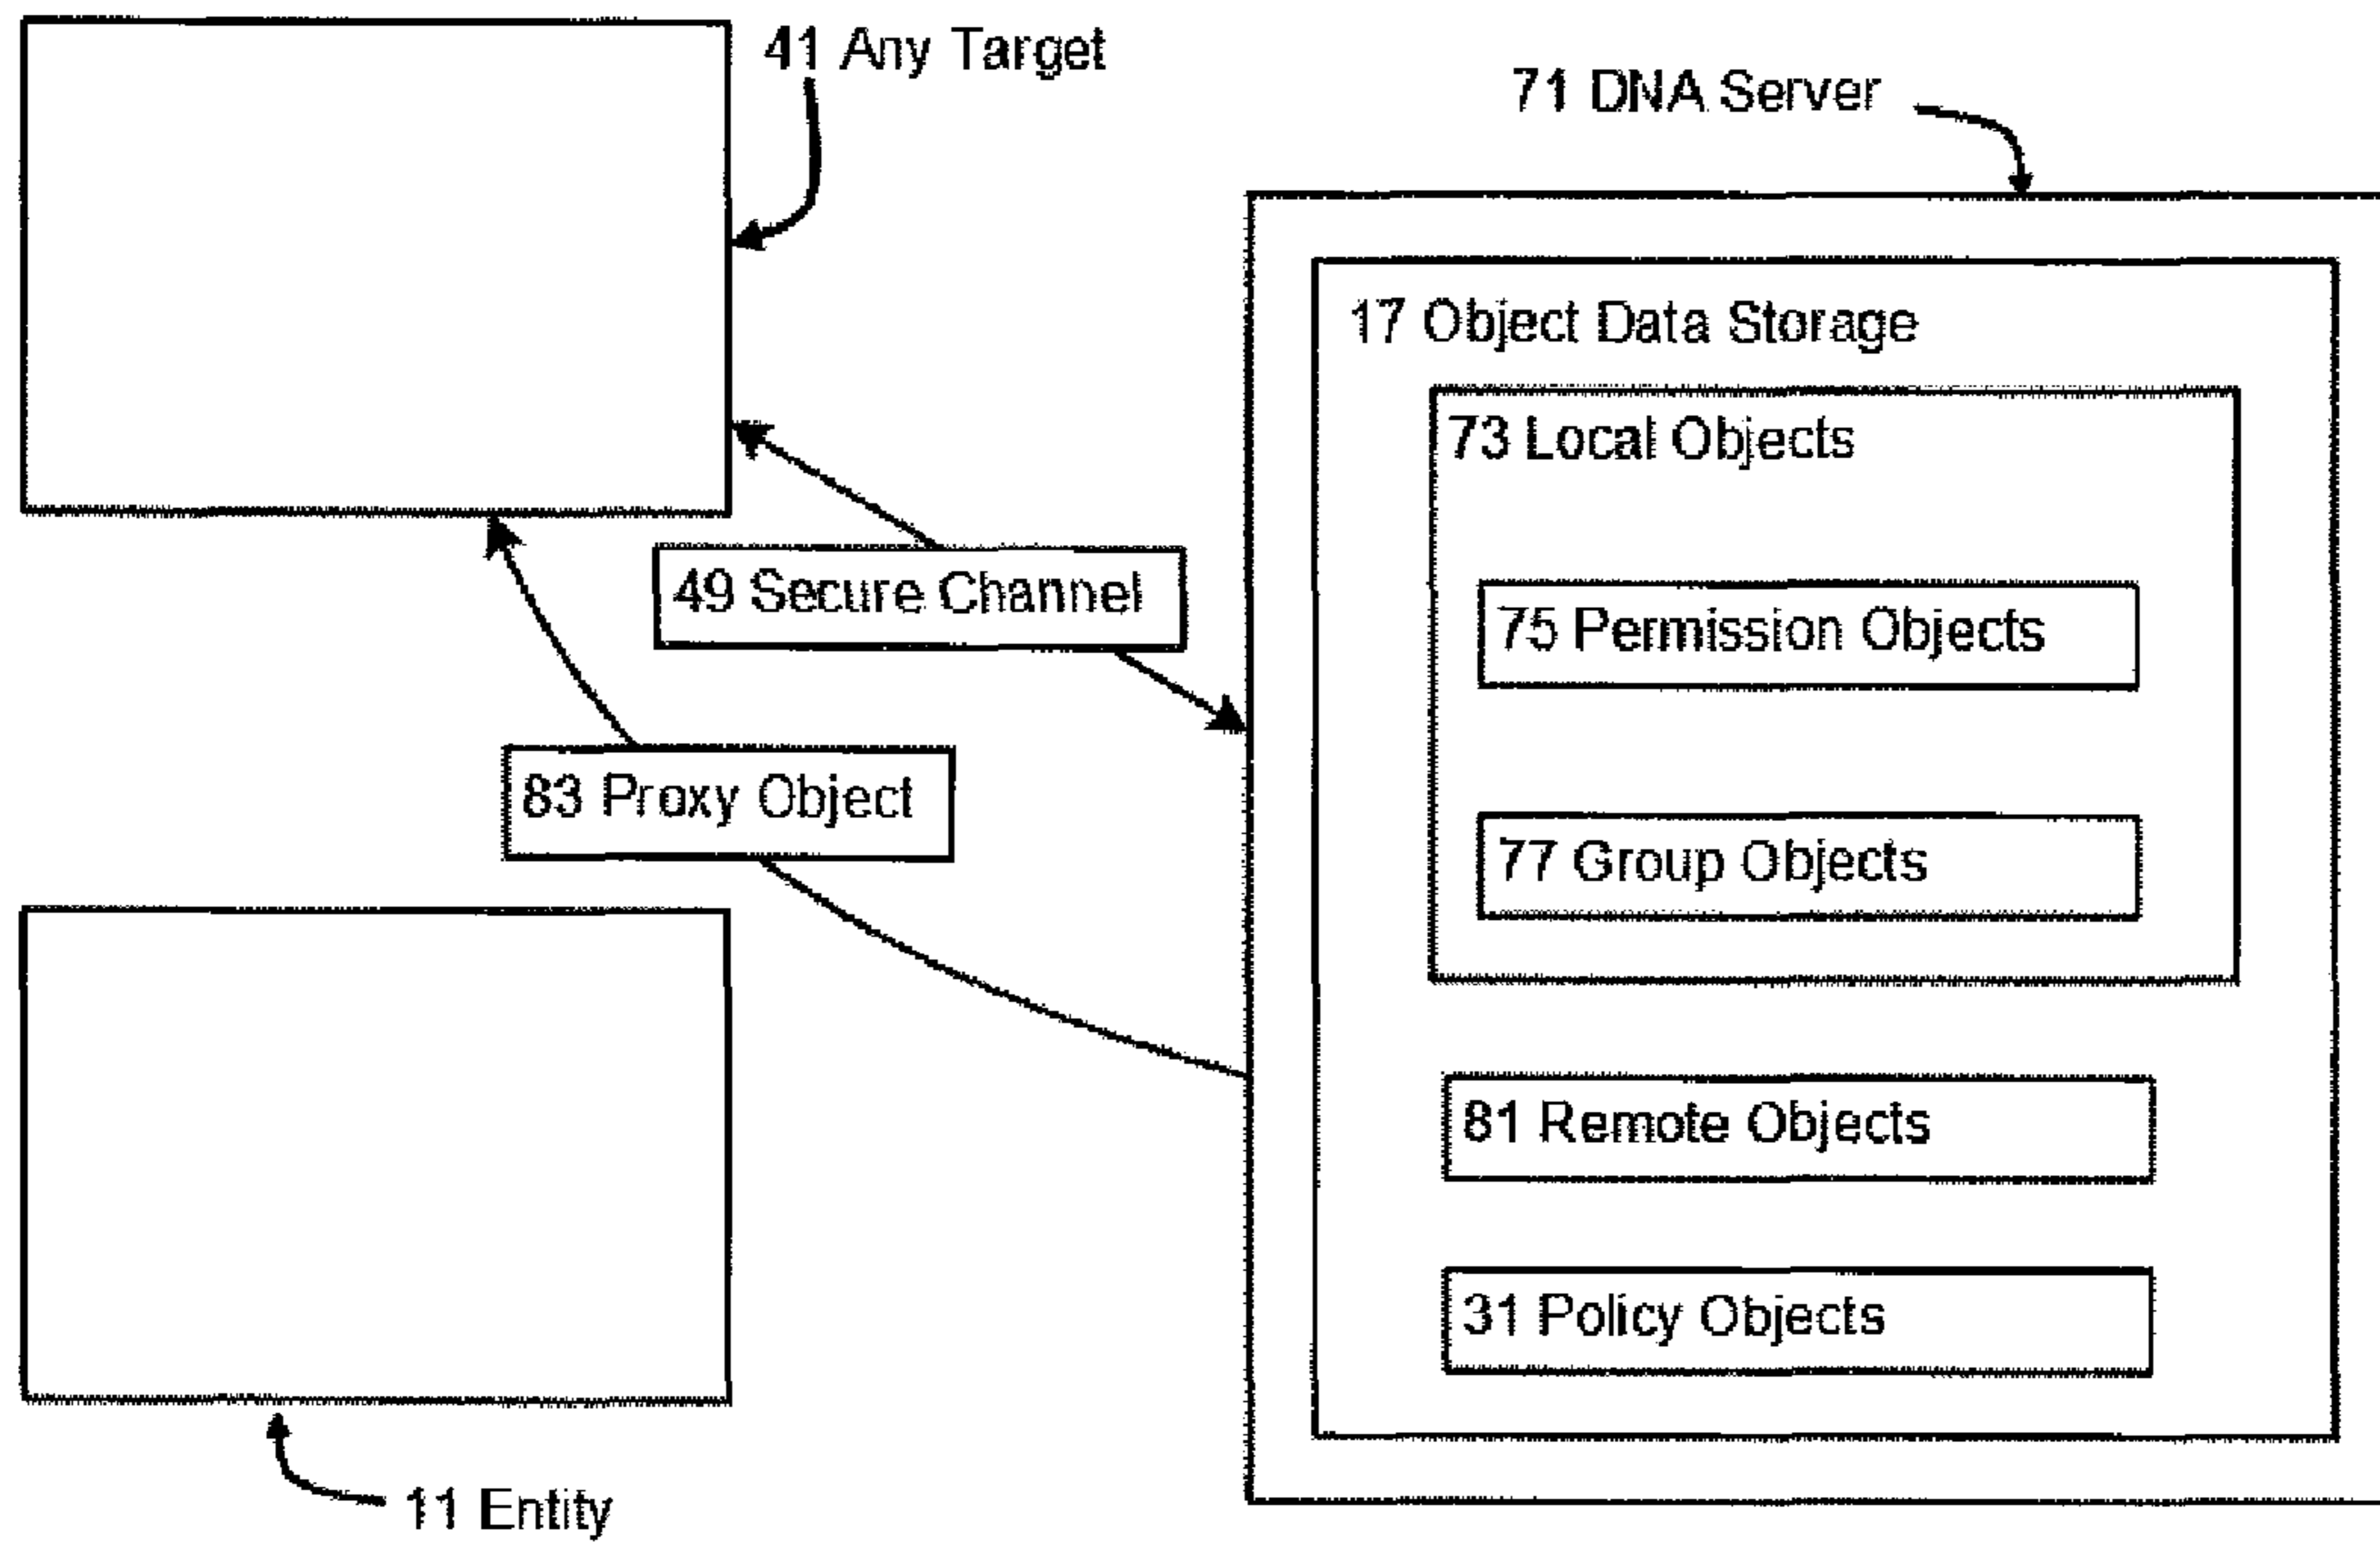 41 Any Target
71 DNA Server
17 Object Data Storage
73 Local Objects
49 Secure Channel
75 Permission Objects
83 Proxy Object
77 Group Objects
81 Remote Objects
31 Policy Objects
11 Entity